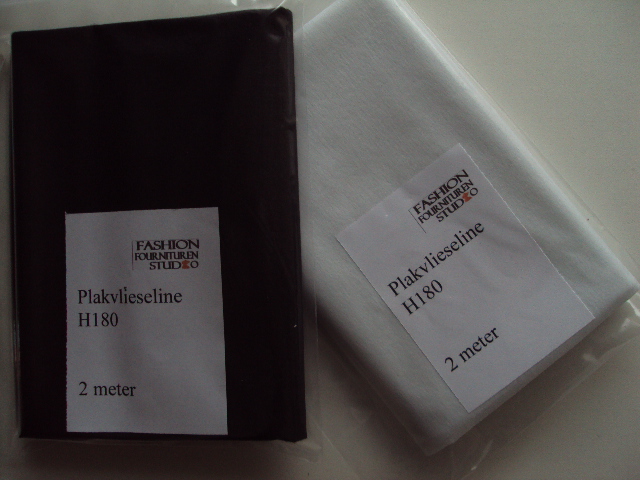 FASHION
FOURNITUREN
STUDIO
Plakvlieseline
H180
2 meter
FASHION
FOURNITUREN
STUDIO
Plakvlieseline
H180
2 meter